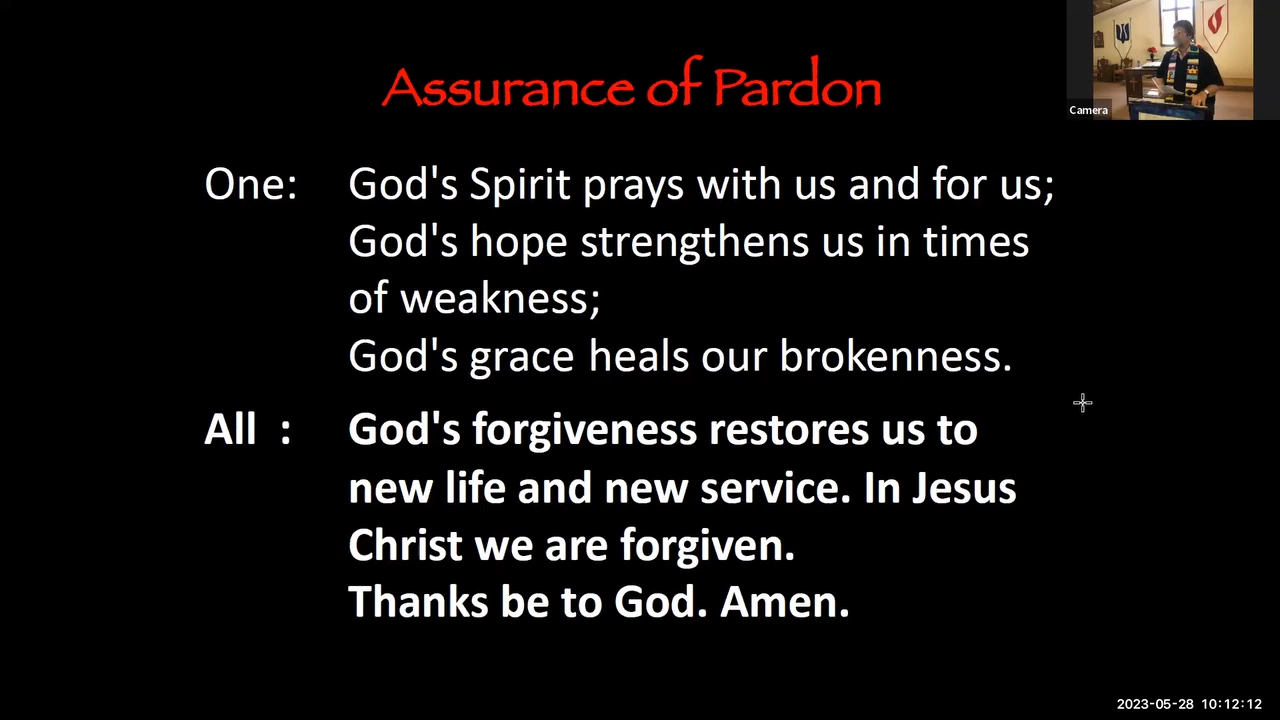 Assurance of Pardon
Camera
One: God's Spirit prays with us and for us;
God's hope strengthens us in times
of weakness;
God's grace heals our brokenness.
All : God's forgiveness restores us to
new life and new service. In Jesus
Christ we are forgiven.
Thanks be to God. Amen.
2023-05-28 10:12:12